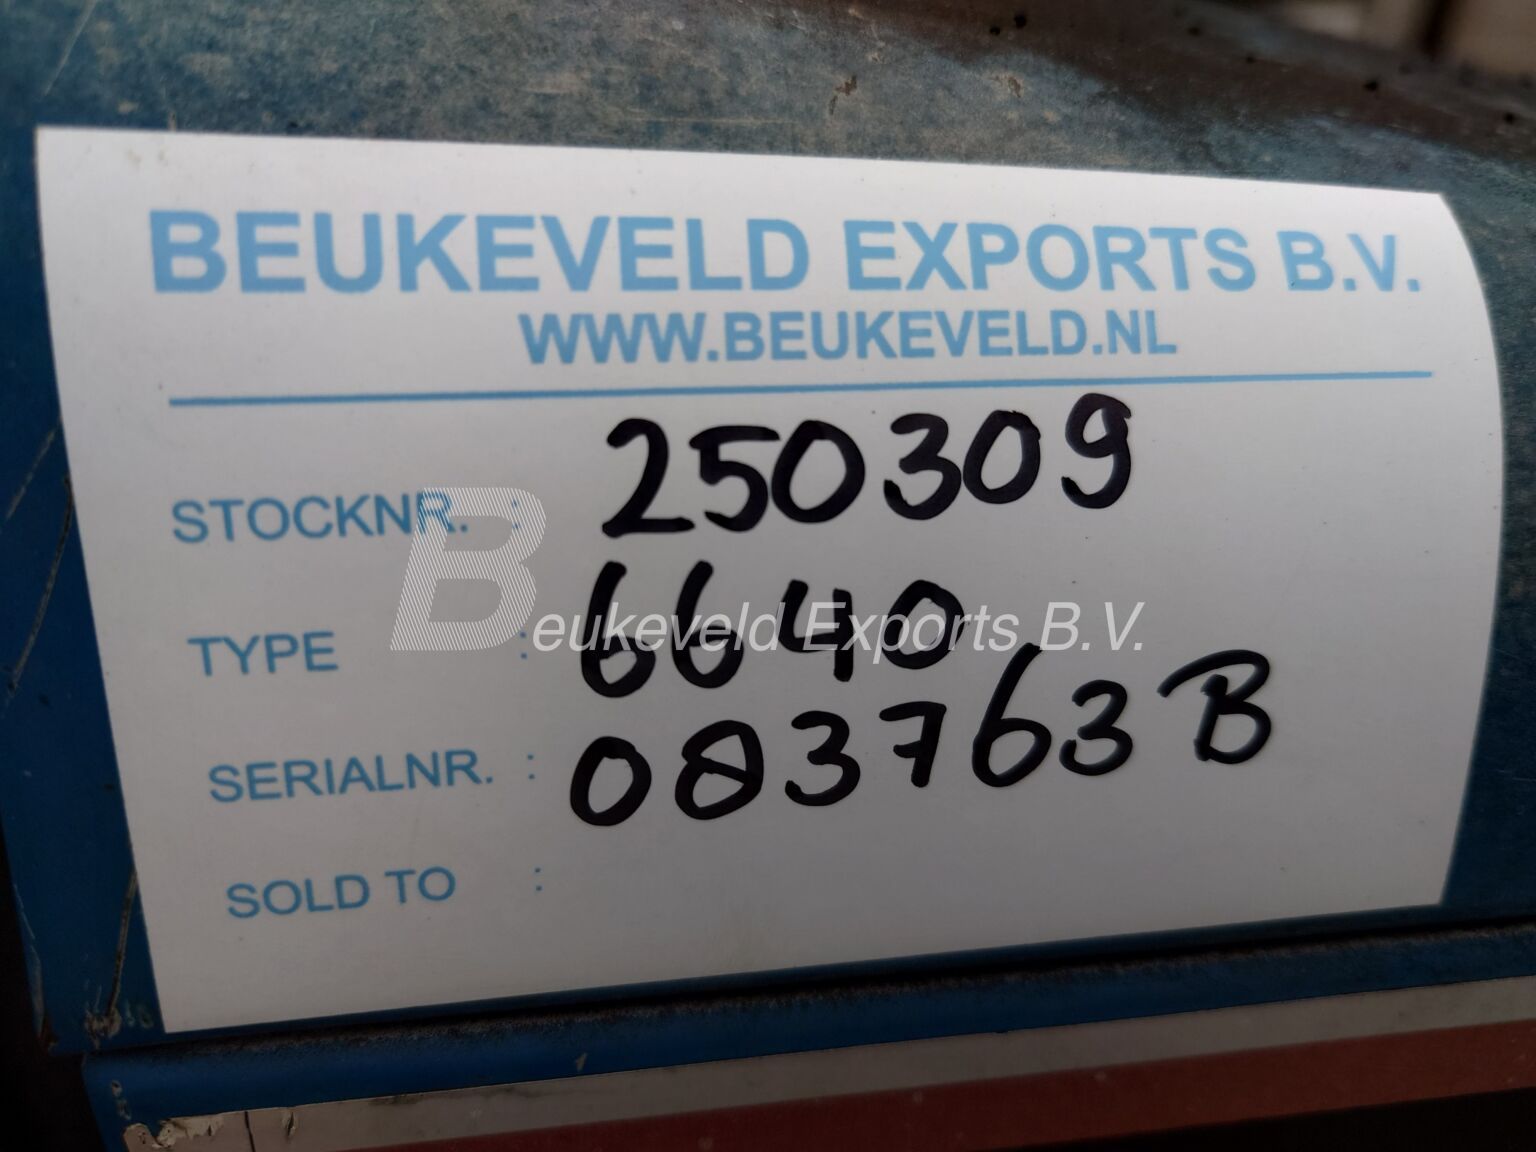 BEUKEVELD EXPORTS B.V.
WWW.BEUKEVELD.NL
STOCKNR. : 250309
TYPE : 6640
Beukeveld Exports B.V.
SERIALNR. : 083763B
SOLD TO :